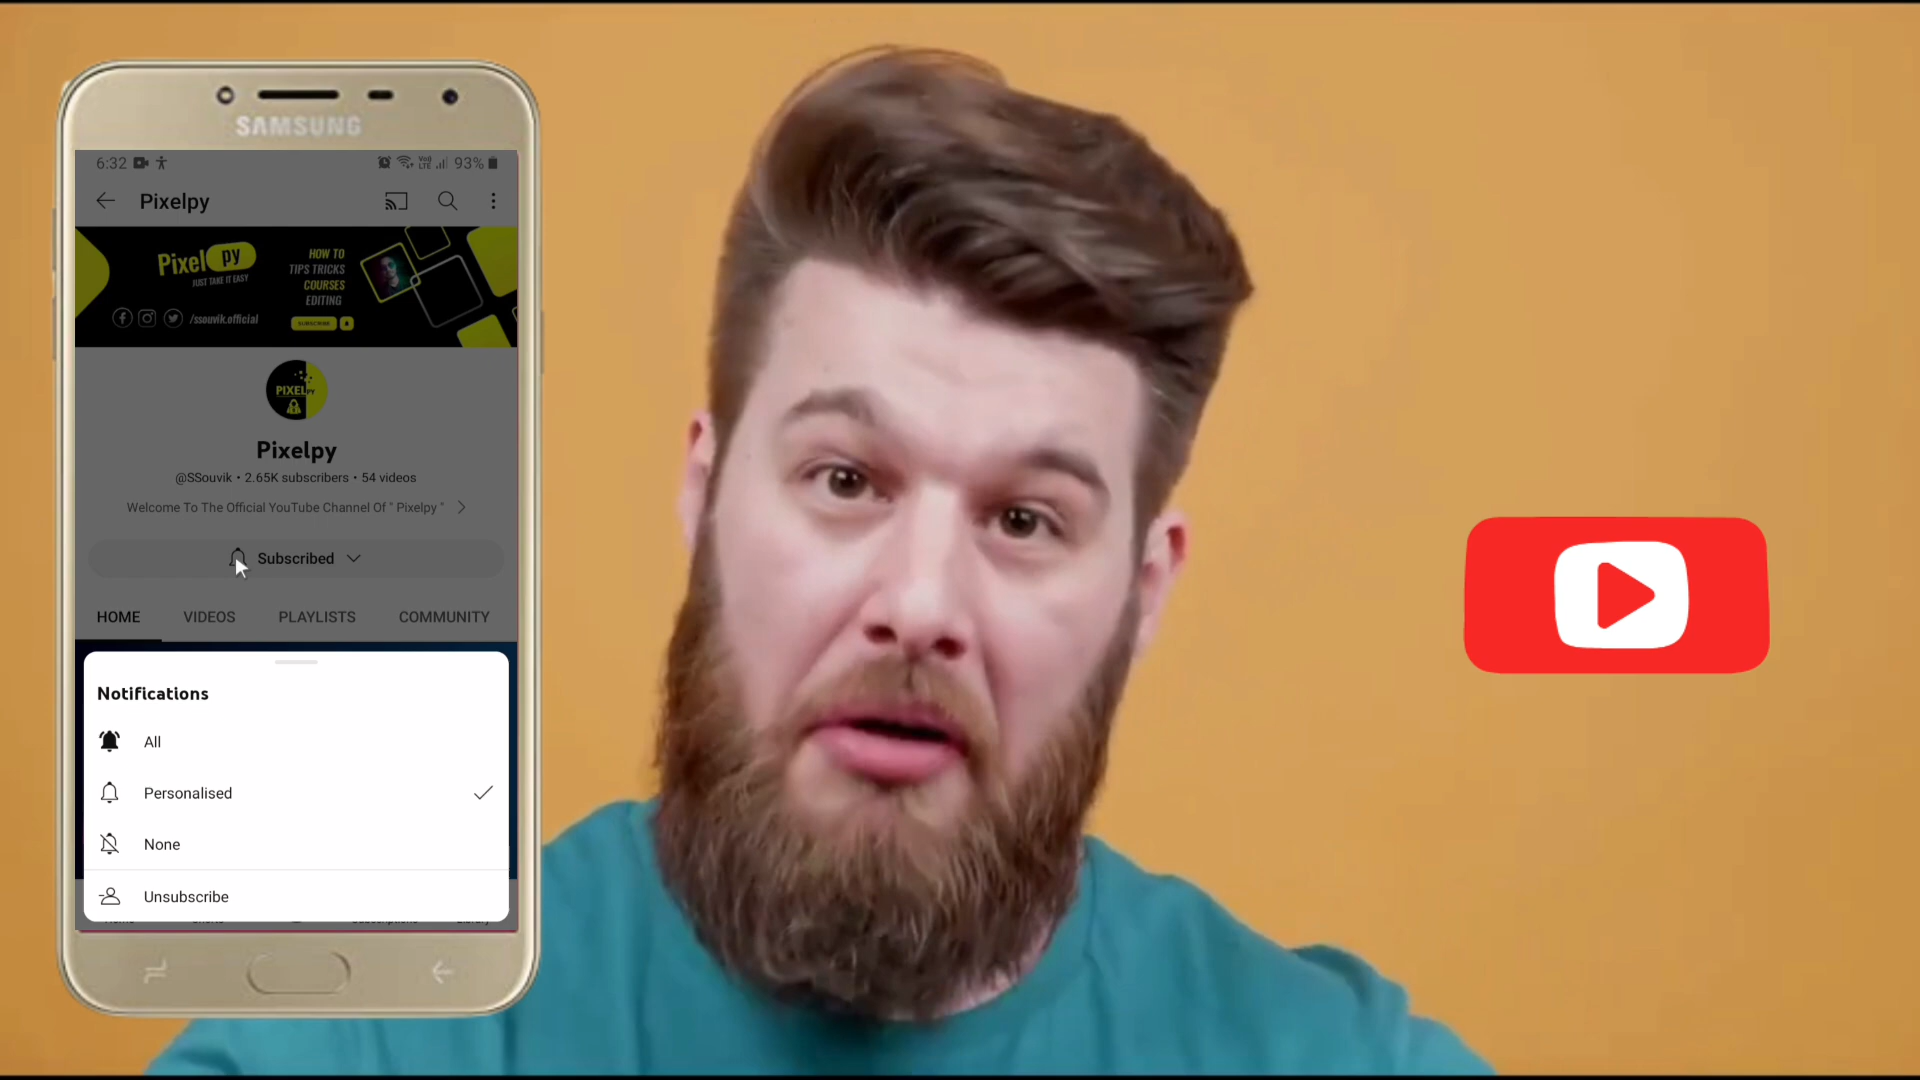 SAMSUNG
6:32
93%
Pixelpy
Pixel py
JUST TAKE IT EASY
HOW TO
TIPS TRICKS
COURSES
EDITING
/ssouvik.official
SUBSCRIBE
PIXELPY
Pixelpy
@SSouvik • 2.65K subscribers • 54 videos
Welcome To The Official YouTube Channel Of " Pixelpy "
Subscribed
HOME VIDEOS PLAYLISTS COMMUNITY
Notifications
All
Personalised
None
Unsubscribe